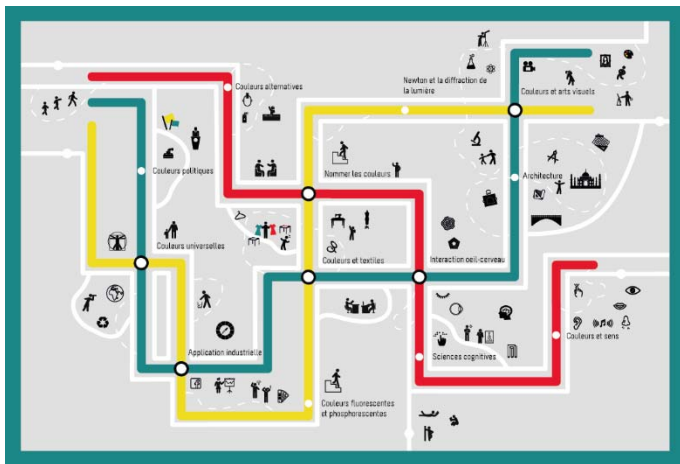 Couleurs alternatives
Newton et la diffraction de
la lumière
Couleurs et arts visuels
Couleurs politiques
Nommer les couleurs
Architecture
Couleurs universelles
Couleurs et textiles
Interaction oeil-cerveau
Application industrielle
Sciences cognitives
Couleurs et sens
Couleurs fluorescentes
et phosphorescentes